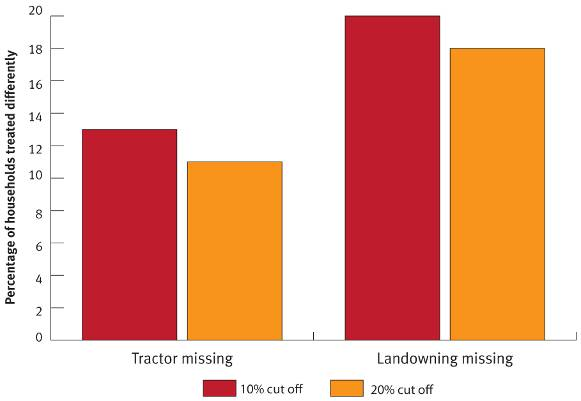 Percentage of households treated differently
20
18
16
14
12
10
8
6
4
2
0
Tractor missing
Landowning missing
10% cut off
20% cut off